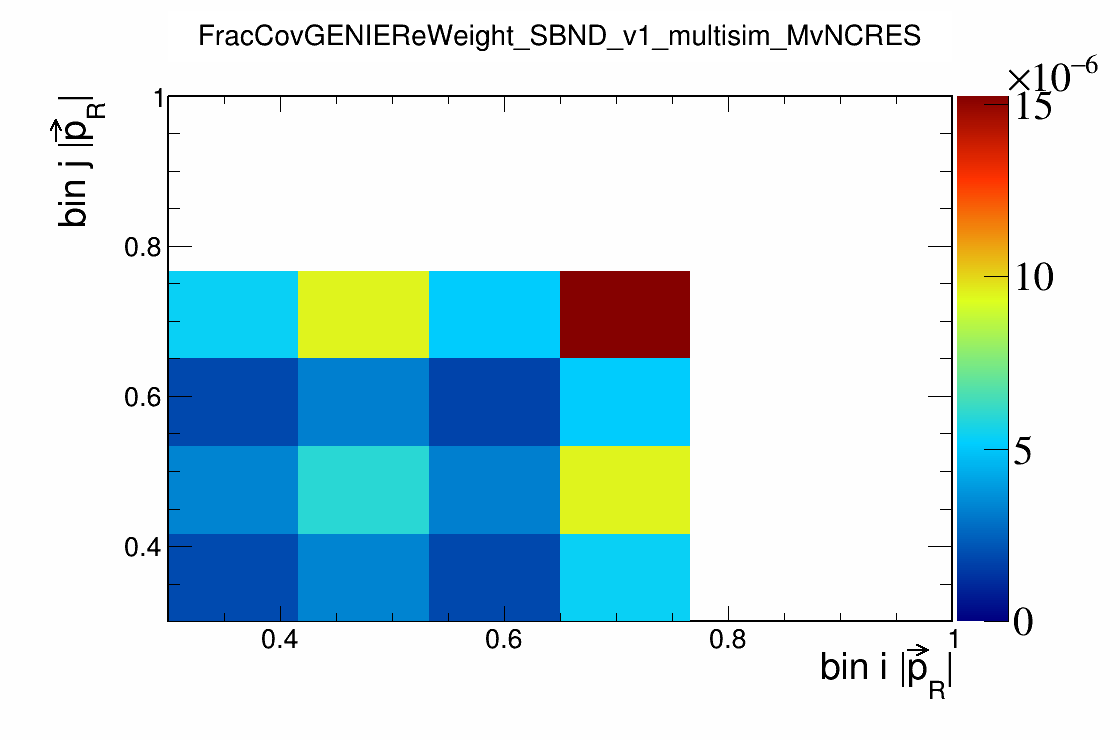 FracCovGENIEReWeight_SBND_v1_multisim_MvNCRES
×10⁻⁶
bin j |p⃗_R|
1
0.8
0.6
0.4
15
10
5
0
0.4 0.6 0.8 1
bin i |p⃗_R|